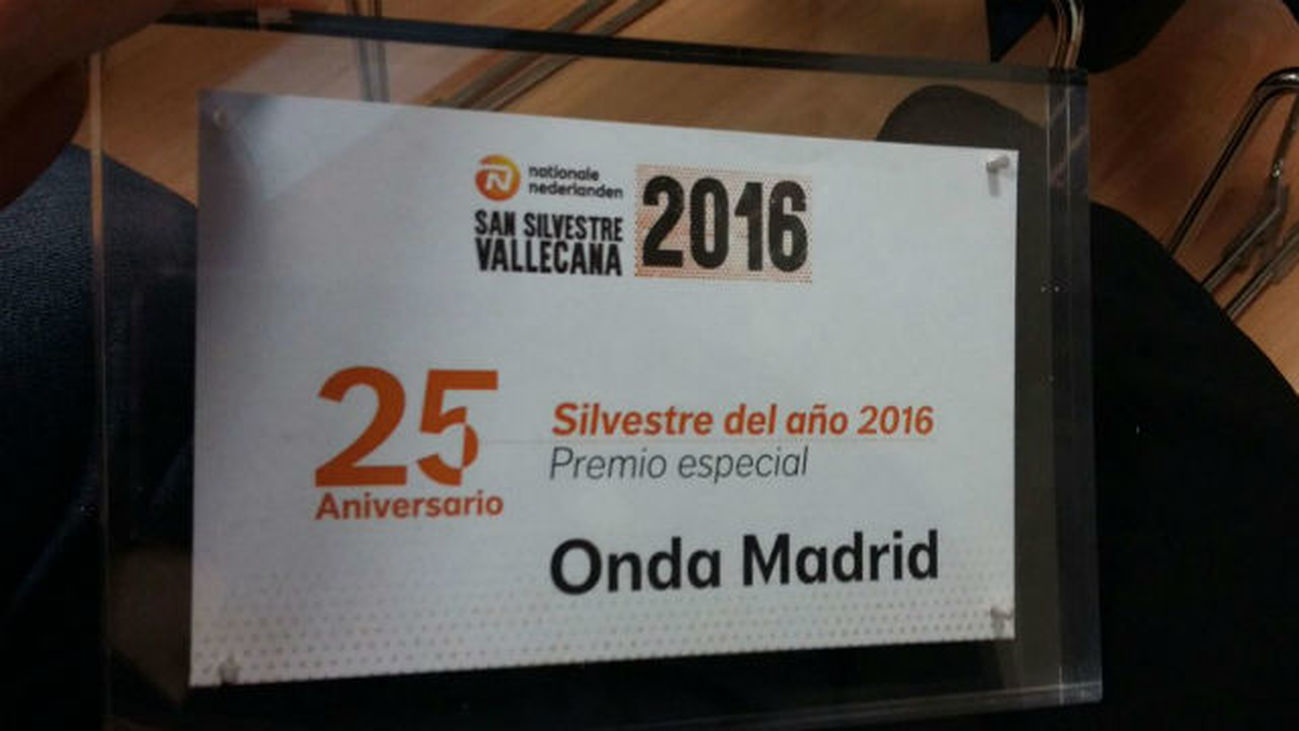 nationale
nederlanden
SAN SILVESTRE
VALLECANA
2016
25
Aniversario
Silvestre del año 2016
Premio especial
Onda Madrid